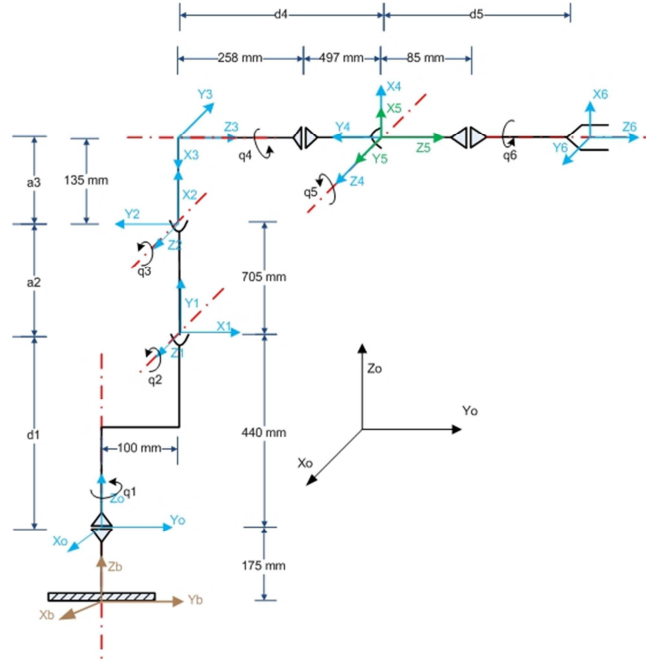 d4 d5
258 mm 497 mm 85 mm
X4 X6
Y3 X5
Z3 Y4 Z5 Z6
q4 q6
X3 Y5 Y6
a3 135 mm
q5 Z4
X2
Y2
Z2
q3
a2 705 mm
Y1
X1
Z1
q2
Zo
d1 Yo
100 mm 440 mm
Xo
q1
Zo
Yo
Xo
Zb 175 mm
Yb
Xb